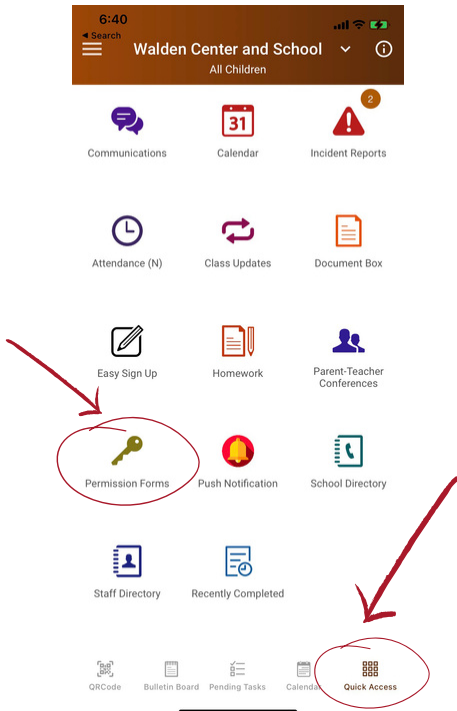 6:40
Search
Walden Center and School
All Children
2
31
Communications
Calendar
Incident Reports
Attendance (N)
Class Updates
Document Box
Easy Sign Up
Homework
Parent-Teacher
Conferences
Permission Forms
Push Notification
School Directory
Staff Directory
Recently Completed
QRCode
Bulletin Board
Pending Tasks
Calendar
Quick Access